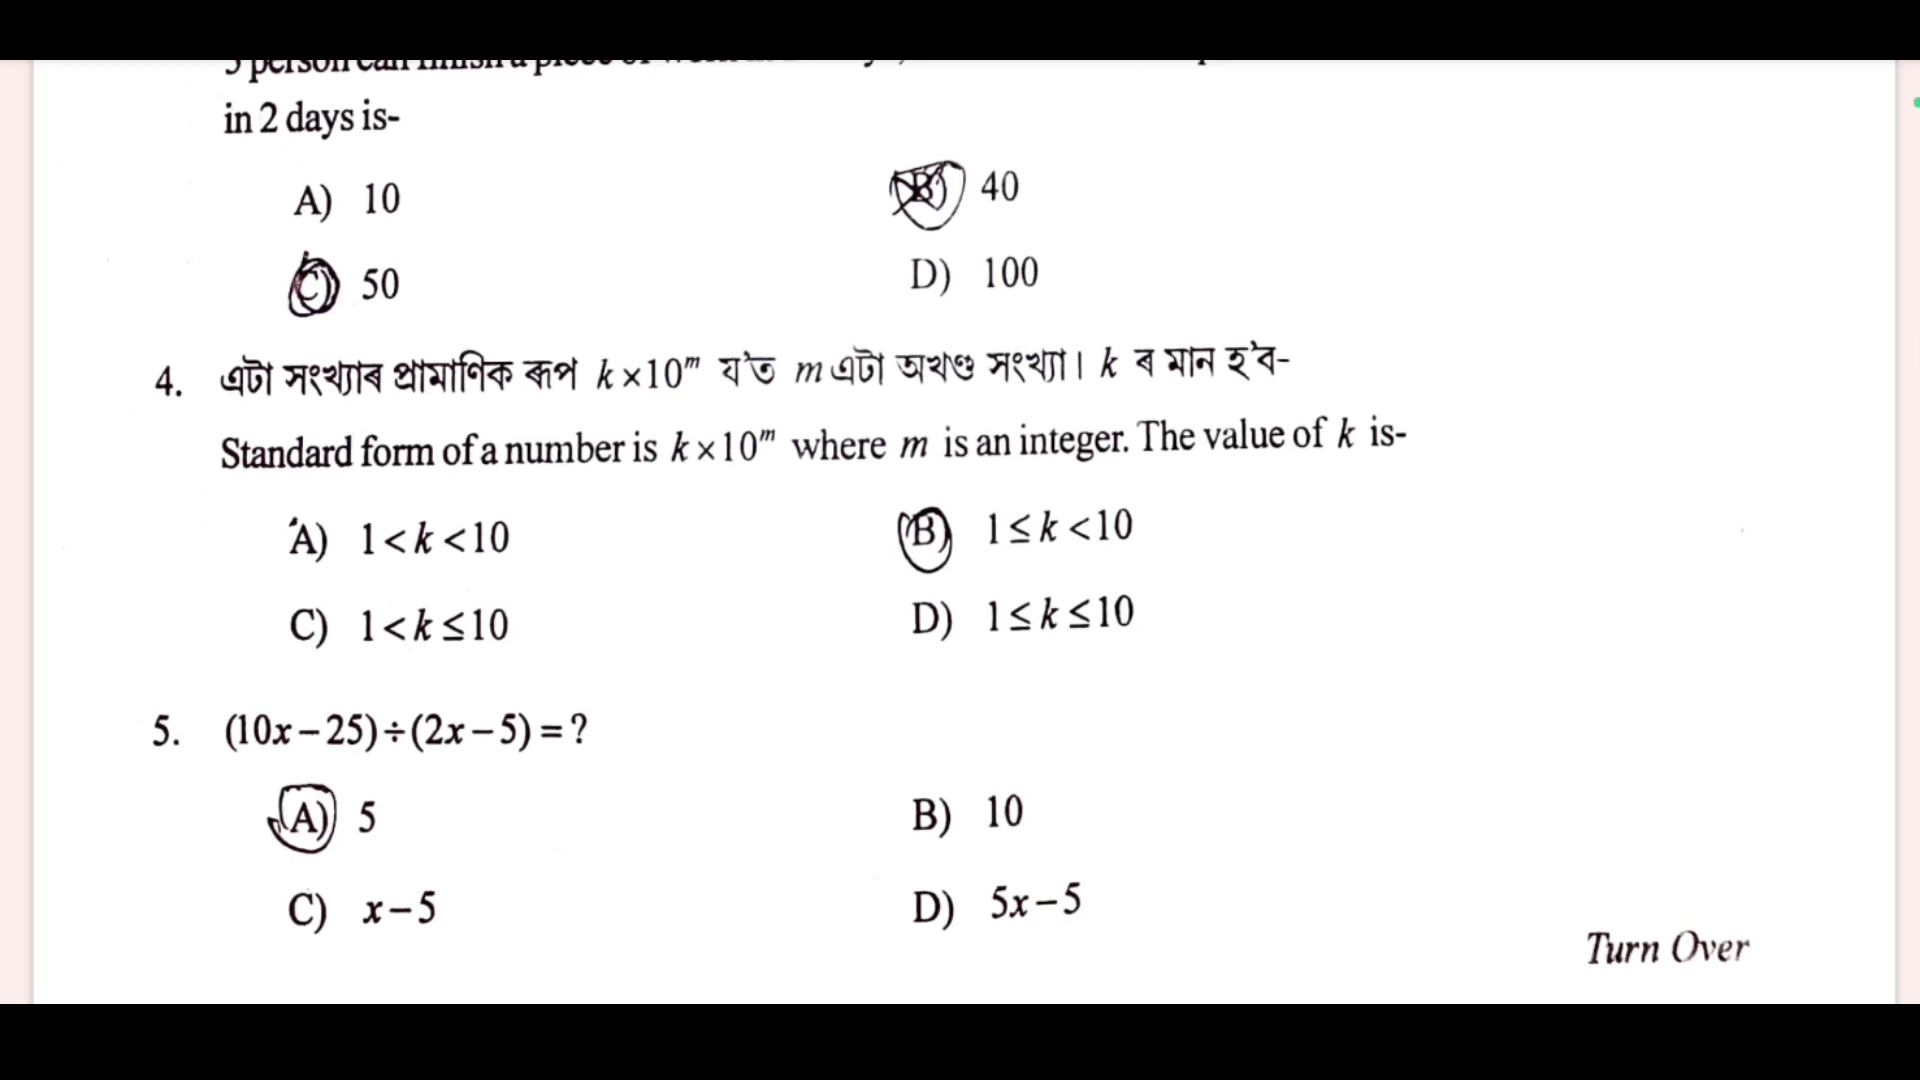 in 2 days is-
A) 10
B) 40
C) 50
D) 100
4. এটা সংখ্যাৰ প্ৰামাণিক ৰূপ k×10ᵐ য'ত m এটা অখণ্ড সংখ্যা। k ৰ মান হ'ব-
Standard form of a number is k×10ᵐ where m is an integer. The value of k is-
A) 1<k<10
B) 1≤k<10
C) 1<k≤10
D) 1≤k≤10
5. (10x−25)÷(2x−5)=?
A) 5
B) 10
C) x−5
D) 5x−5
Turn Over